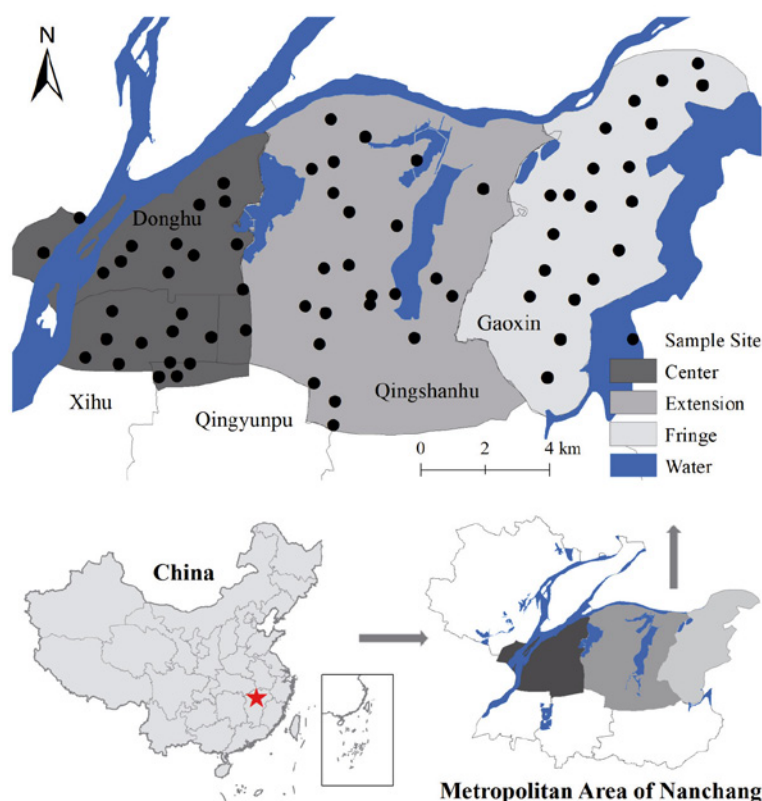 N
Donghu
Gaoxin
Sample Site
Center
Xihu
Qingshanhu
Extension
Qingyunpu
Fringe
0 2 4 km
Water
China
Metropolitan Area of Nanchang